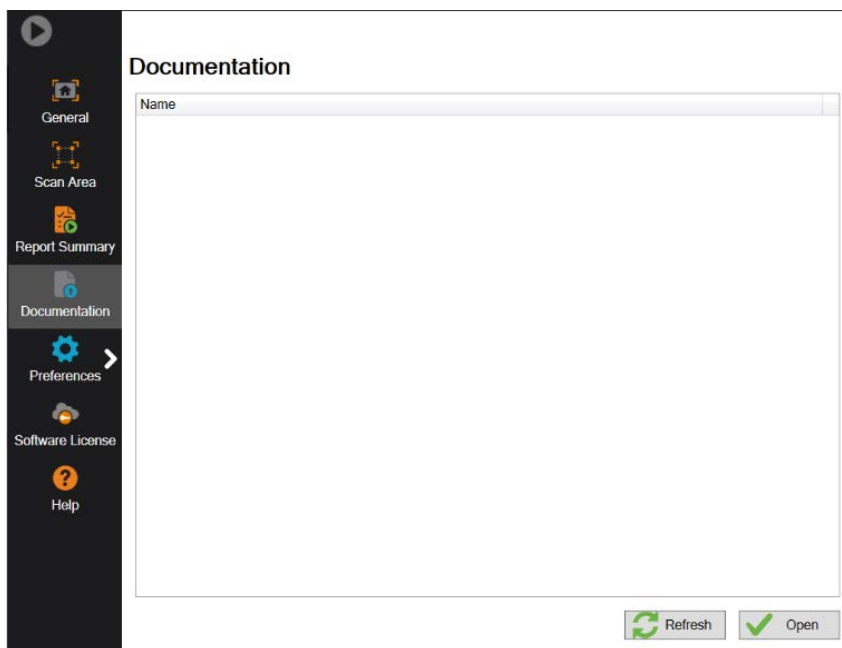 Documentation
Name
General
Scan Area
Report Summary
Documentation
Preferences
Software License
Help
Refresh
Open